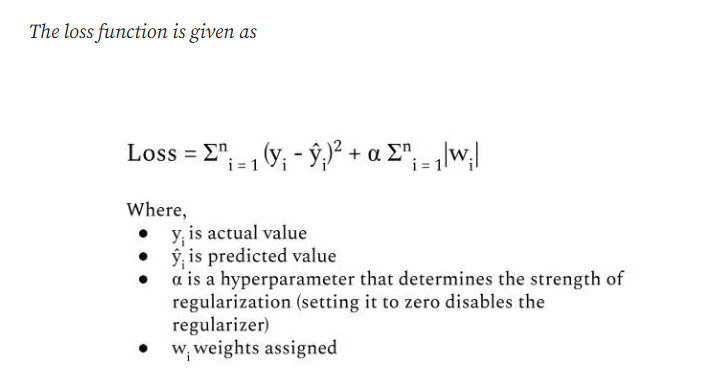 The loss function is given as
Loss = Σⁿᵢ₌₁ (yᵢ - ŷᵢ)² + α Σⁿᵢ₌₁|wᵢ|
Where,
● yᵢ is actual value
● ŷᵢ is predicted value
● α is a hyperparameter that determines the strength of
regularization (setting it to zero disables the
regularizer)
● wᵢ weights assigned